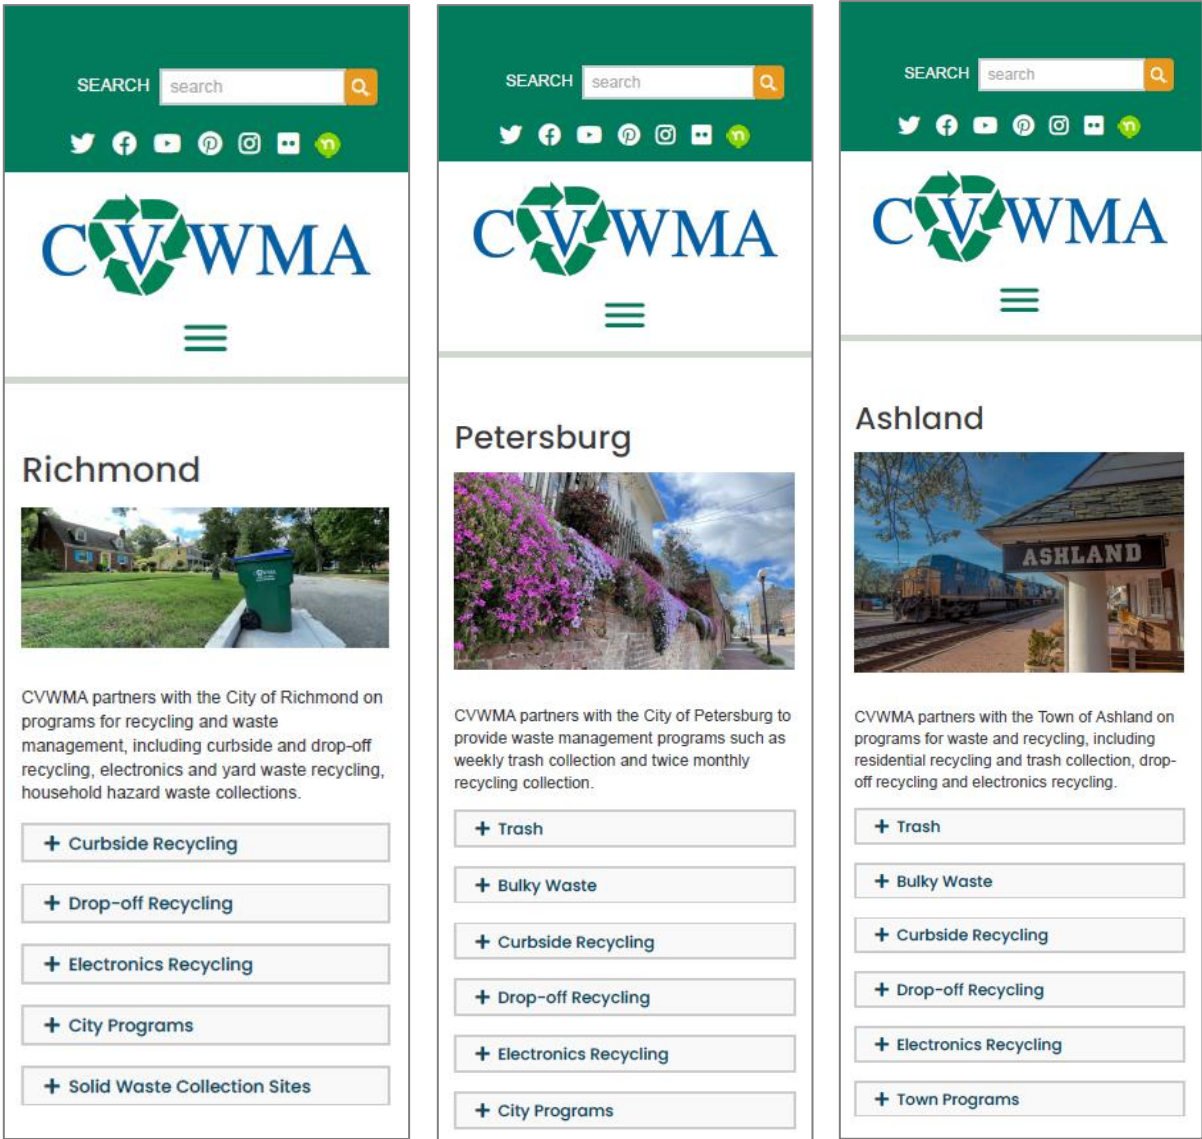 SEARCH search
CVWMA
Richmond
CVWMA partners with the City of Richmond on
programs for recycling and waste
management, including curbside and drop-off
recycling, electronics and yard waste recycling,
household hazard waste collections.
+ Curbside Recycling
+ Drop-off Recycling
+ Electronics Recycling
+ City Programs
+ Solid Waste Collection Sites
SEARCH search
CVWMA
Petersburg
CVWMA partners with the City of Petersburg to
provide waste management programs such as
weekly trash collection and twice monthly
recycling collection.
+ Trash
+ Bulky Waste
+ Curbside Recycling
+ Drop-off Recycling
+ Electronics Recycling
+ City Programs
SEARCH search
CVWMA
Ashland
ASHLAND
CVWMA partners with the Town of Ashland on
programs for waste and recycling, including
residential recycling and trash collection, drop-
off recycling and electronics recycling.
+ Trash
+ Bulky Waste
+ Curbside Recycling
+ Drop-off Recycling
+ Electronics Recycling
+ Town Programs